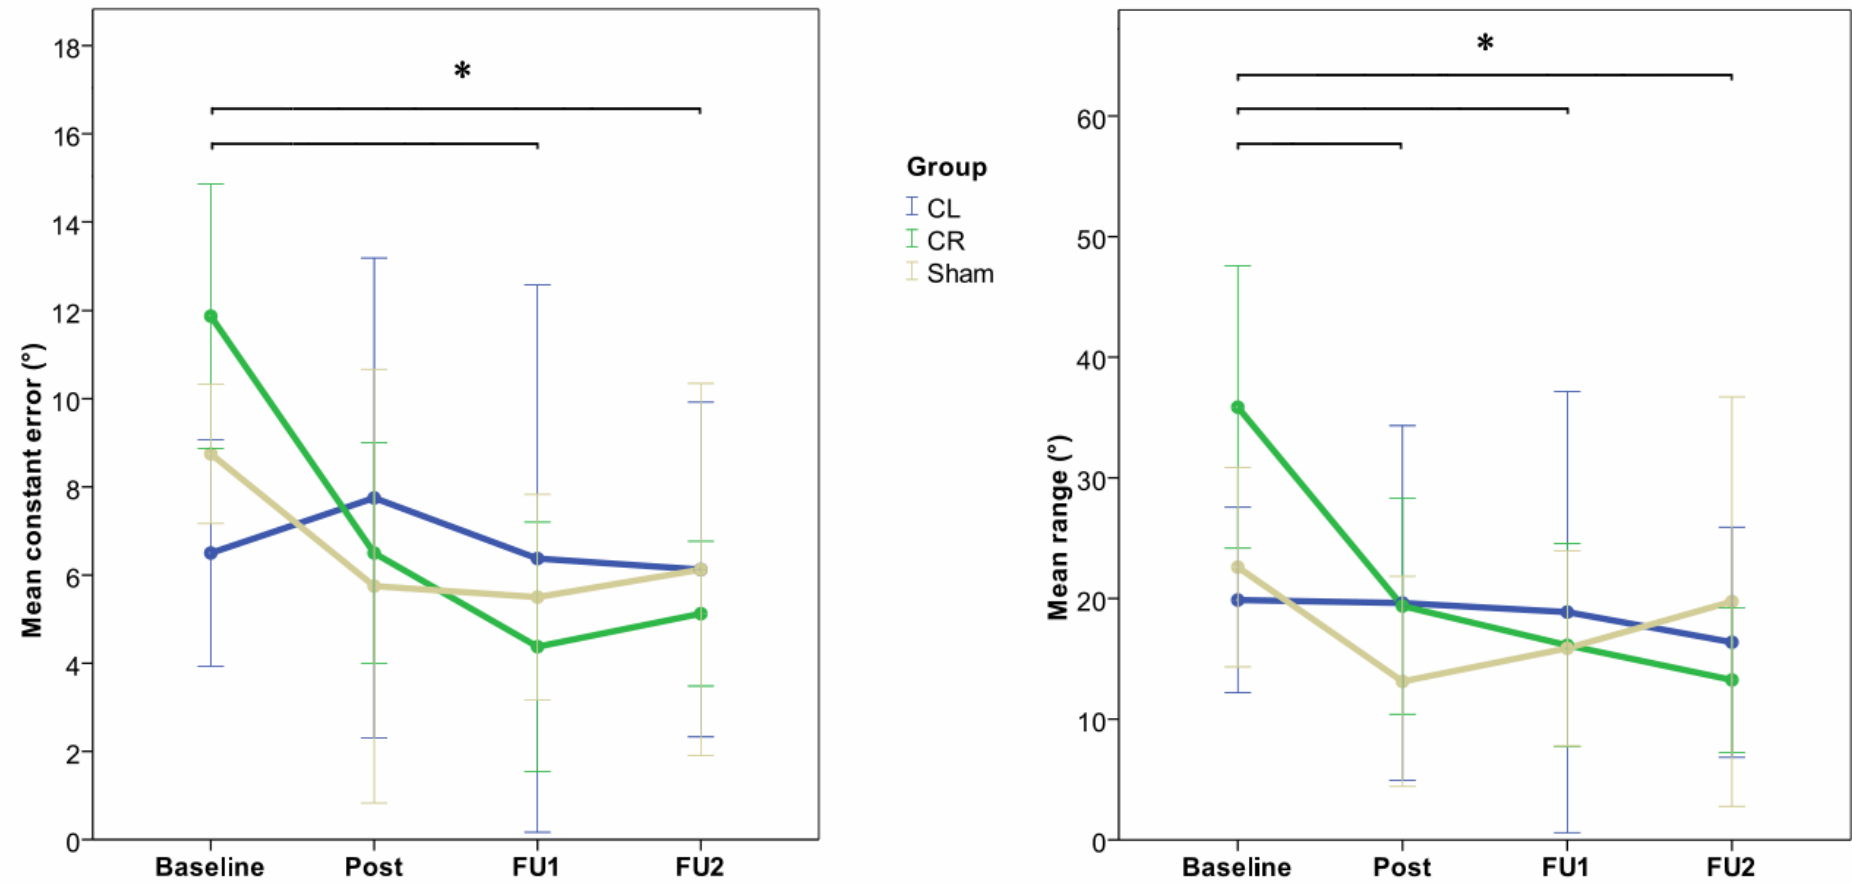 Mean constant error (°)
18
16
14
12
10
8
6
4
2
0
*
Baseline Post FU1 FU2
Group
CL
CR
Sham
Mean range (°)
60
50
40
30
20
10
0
*
Baseline Post FU1 FU2